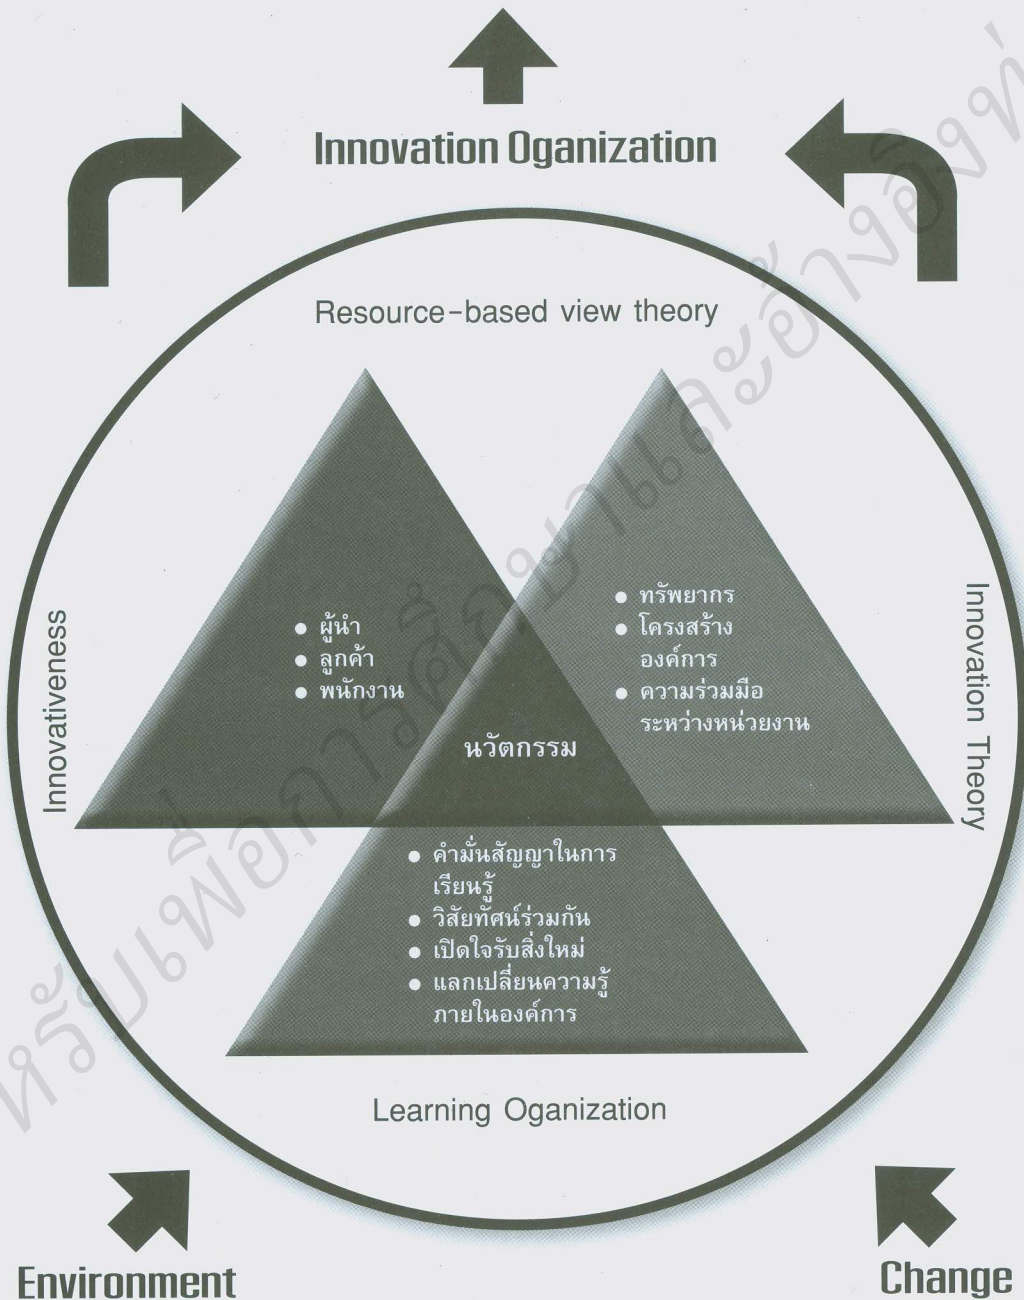 Innovation Oganization
Resource-based view theory
Innovativeness
Innovation Theory
● ผู้นำ
● ลูกค้า
● พนักงาน
● ทรัพยากร
● โครงสร้าง
องค์การ
● ความร่วมมือ
ระหว่างหน่วยงาน
นวัตกรรม
● คำมั่นสัญญาในการ
เรียนรู้
● วิสัยทัศน์ร่วมกัน
● เปิดใจรับสิ่งใหม่
● แลกเปลี่ยนความรู้
ภายในองค์การ
Learning Oganization
Environment
Change